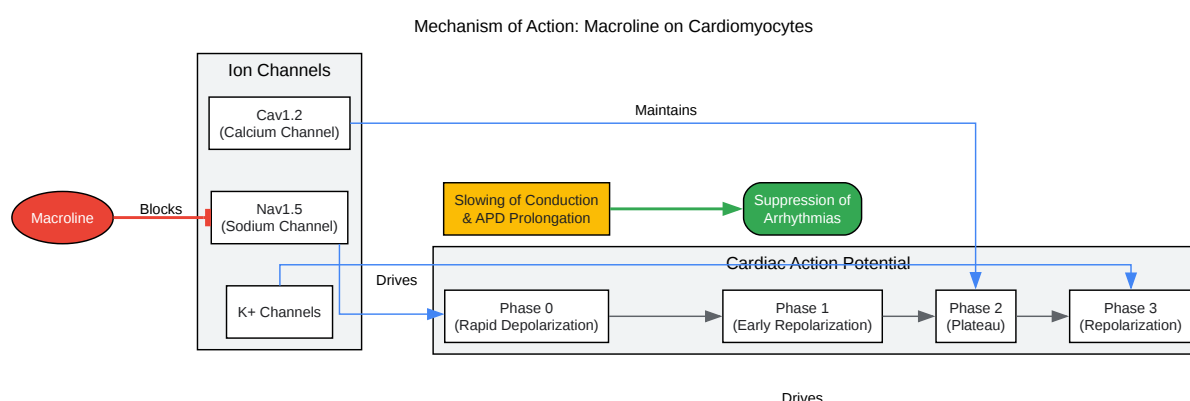 Mechanism of Action: Macroline on Cardiomyocytes
Ion Channels
Cav1.2
(Calcium Channel)
Maintains
Macroline
Blocks
Nav1.5
(Sodium Channel)
Slowing of Conduction
& APD Prolongation
Suppression of
Arrhythmias
Cardiac Action Potential
Drives
K+ Channels
Phase 0
(Rapid Depolarization)
Phase 1
(Early Repolarization)
Phase 2
(Plateau)
Phase 3
(Repolarization)
Drives